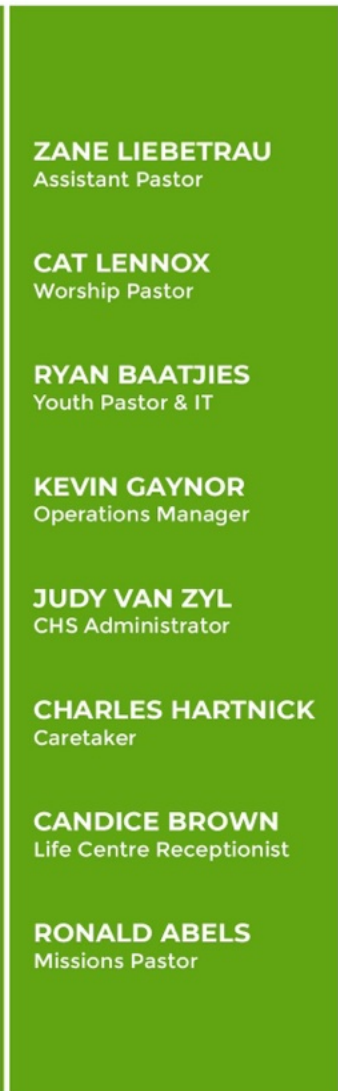 ZANE LIEBETRAU
Assistant Pastor
CAT LENNOX
Worship Pastor
RYAN BAATJIES
Youth Pastor & IT
KEVIN GAYNOR
Operations Manager
JUDY VAN ZYL
CHS Administrator
CHARLES HARTNICK
Caretaker
CANDICE BROWN
Life Centre Receptionist
RONALD ABELS
Missions Pastor